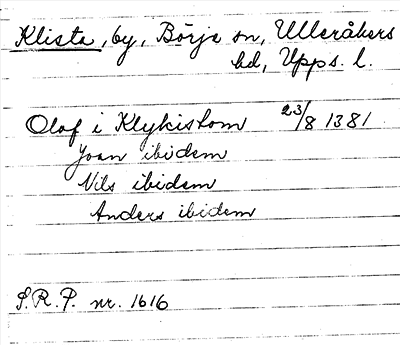 Klista, by, Börje sn, Ulleråkers
hd, Upps. l.
Olof i Klykistom 23/8 1381
Joan ibidem
Nils ibidem
Anders ibidem
S.R.P. nr. 1616